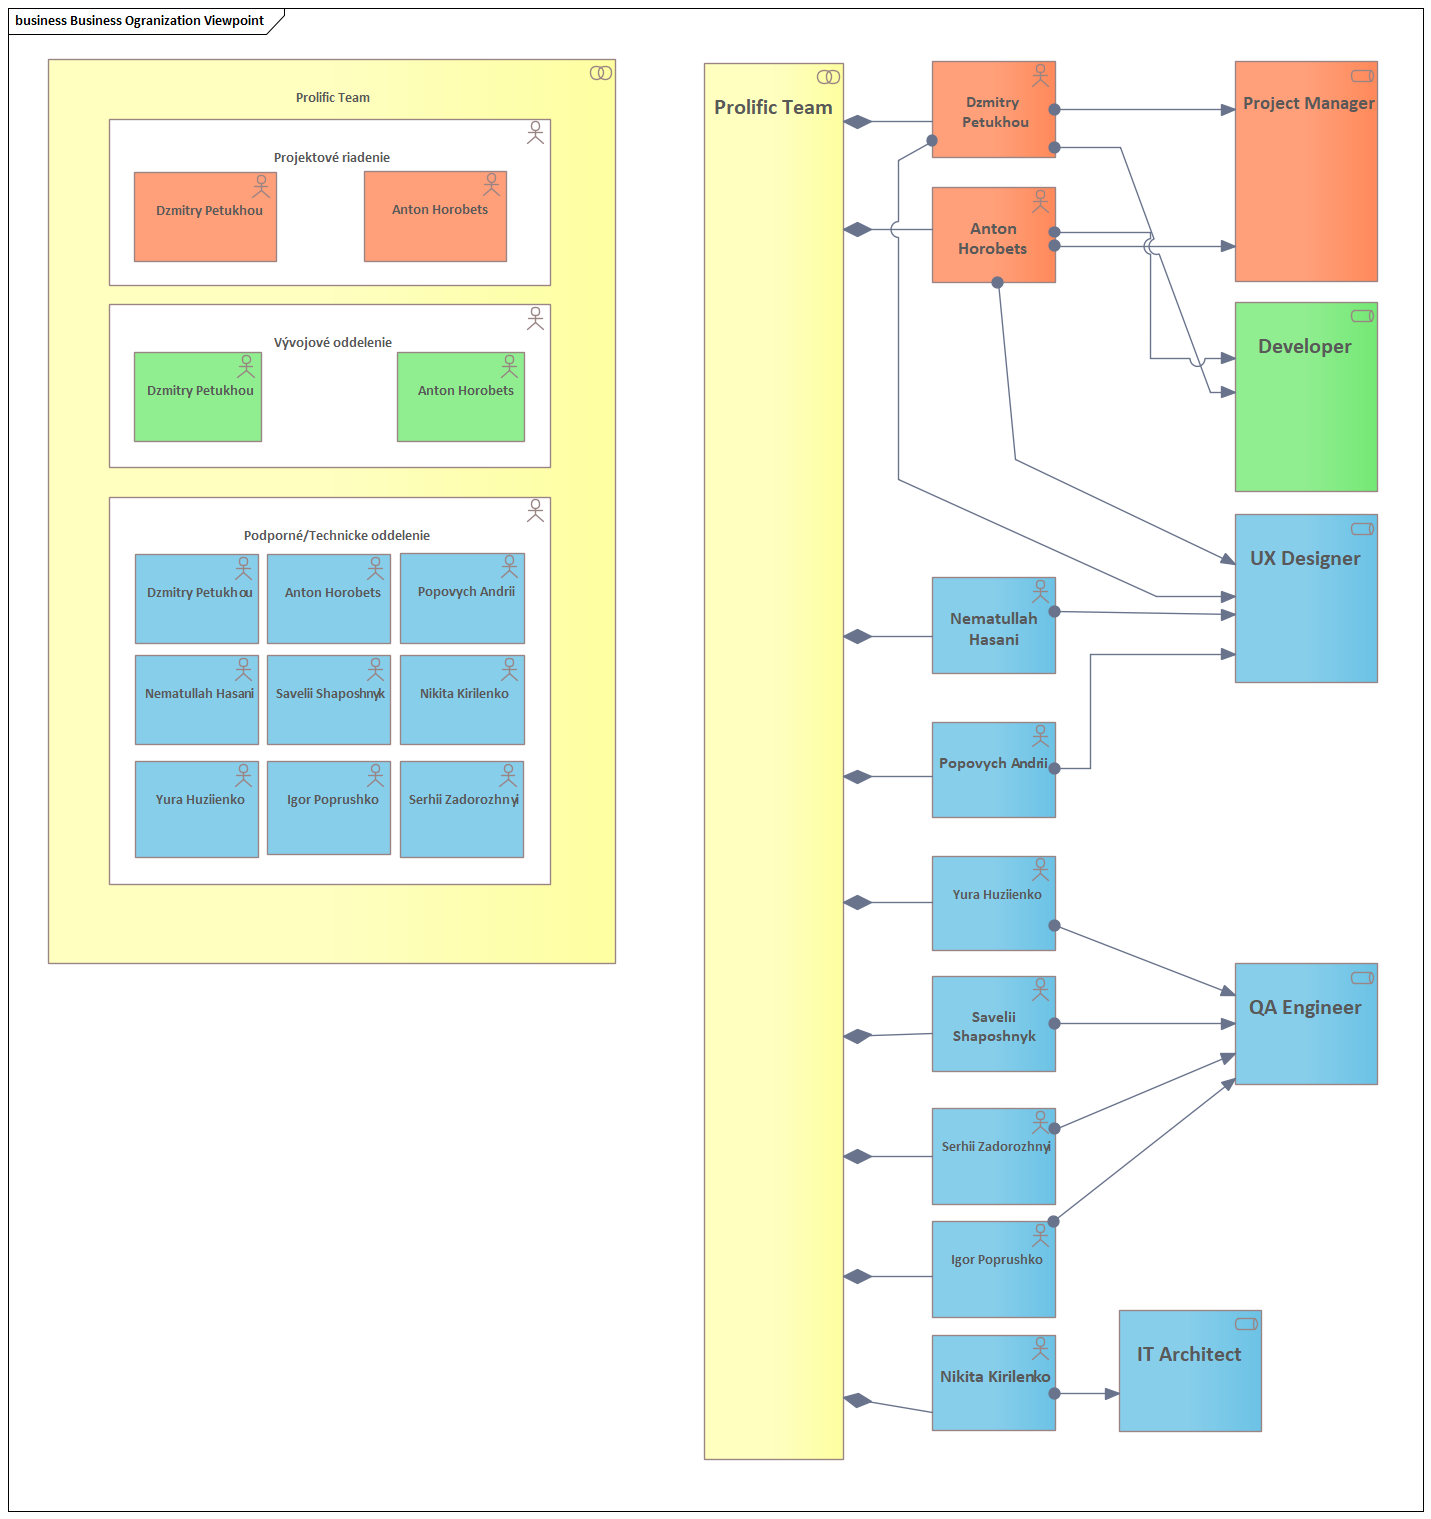 business Business Ogranization Viewpoint
Prolific Team
Projektové riadenie
Dzmitry Petukhou
Anton Horobets
Vývojové oddelenie
Dzmitry Petukhou
Anton Horobets
Podporné/Technicke oddelenie
Dzmitry Petukhou
Anton Horobets
Popovych Andrii
Nematullah Hasani
Savelii Shaposhnyk
Nikita Kirilenko
Yura Huziienko
Igor Poprushko
Serhii Zadorozhnyi
Prolific Team
Dzmitry
Petukhou
Anton
Horobets
Nematullah
Hasani
Popovych Andrii
Yura Huziienko
Savelii
Shaposhnyk
Serhii Zadorozhnyi
Igor Poprushko
Nikita Kirilenko
Project Manager
Developer
UX Designer
QA Engineer
IT Architect